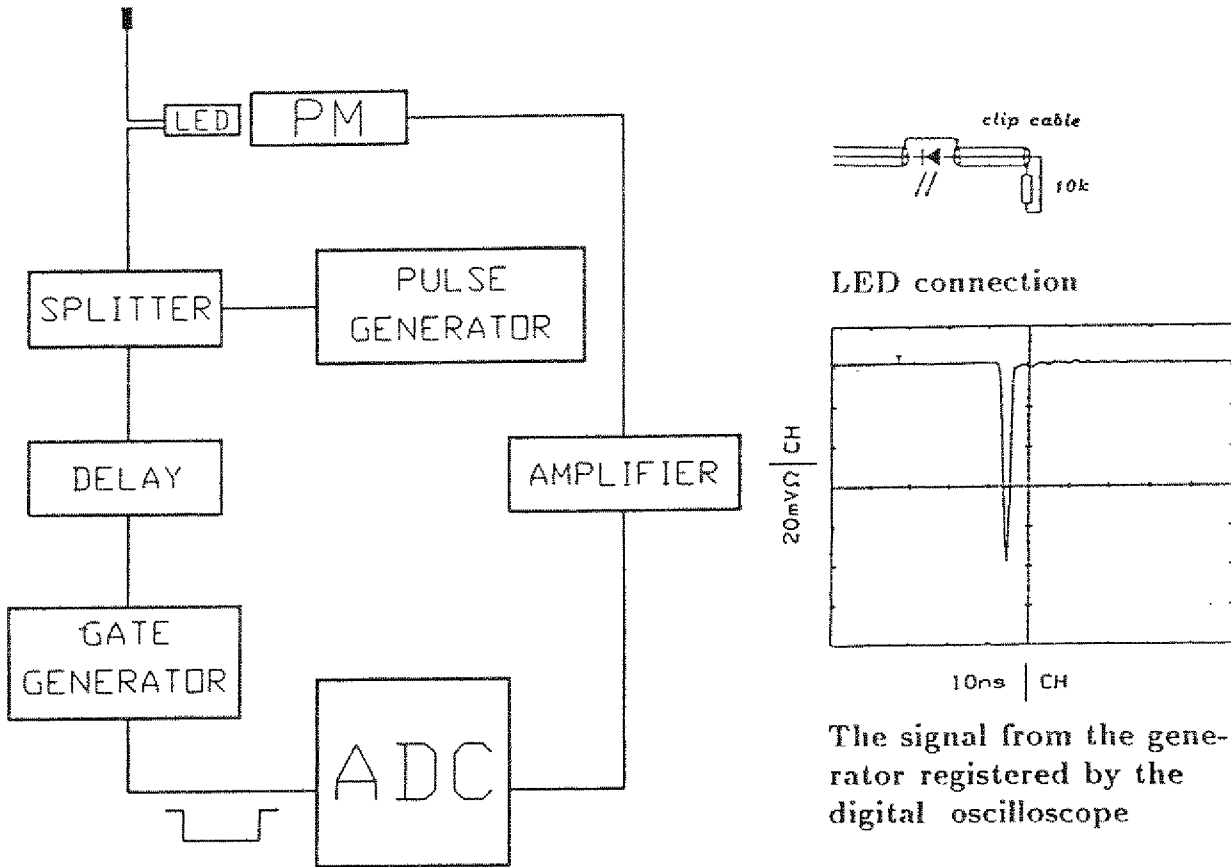 LED
PM
SPLITTER
PULSE
GENERATOR
DELAY
AMPLIFIER
GATE
GENERATOR
ADC
clip cable
10k
LED connection
20mVΩ | CH
10ns | CH
The signal from the gene-
rator registered by the
digital oscilloscope